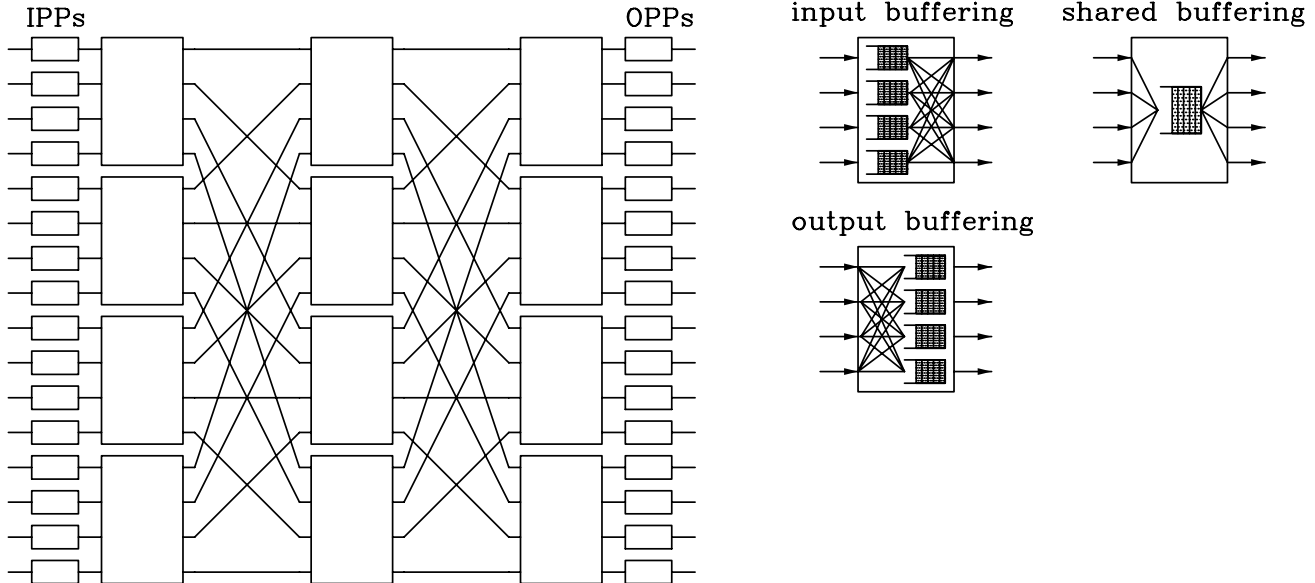 IPPs
OPPs
input buffering
shared buffering
output buffering